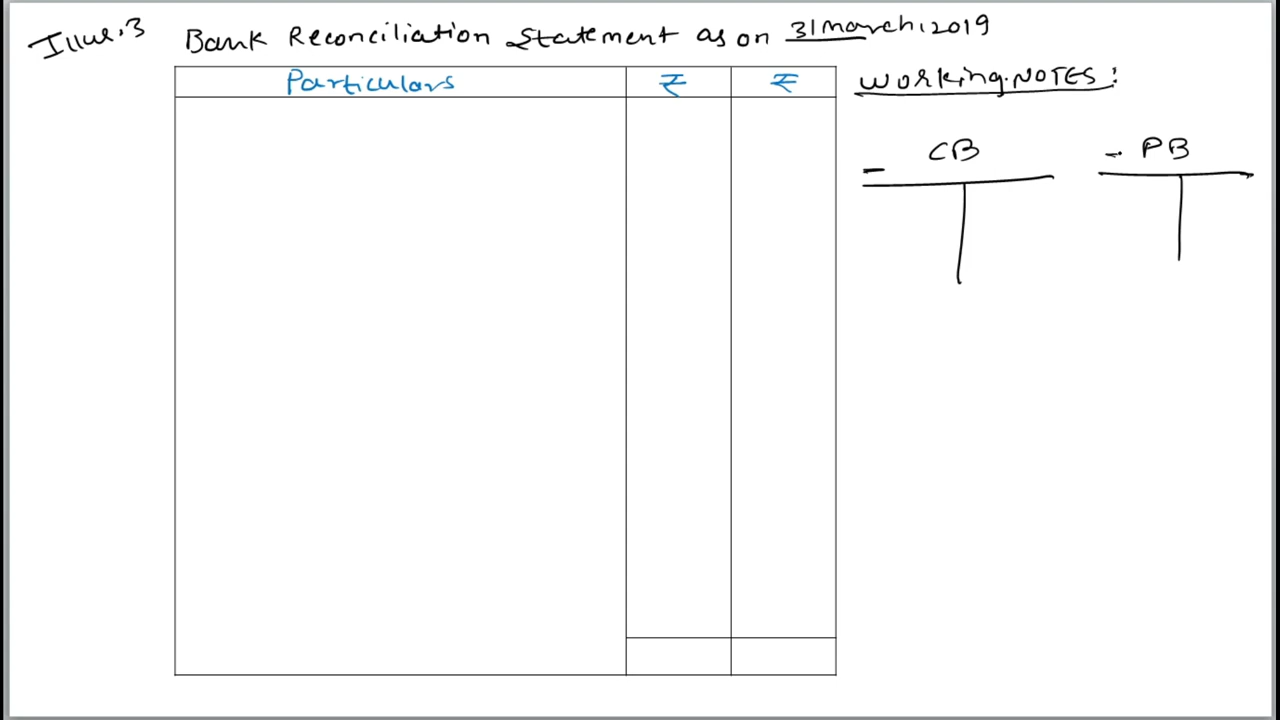 Illus.3 Bank Reconciliation Statement as on 31 March, 2019
Particulars ₹ ₹
Working NOTES:
CB
PB